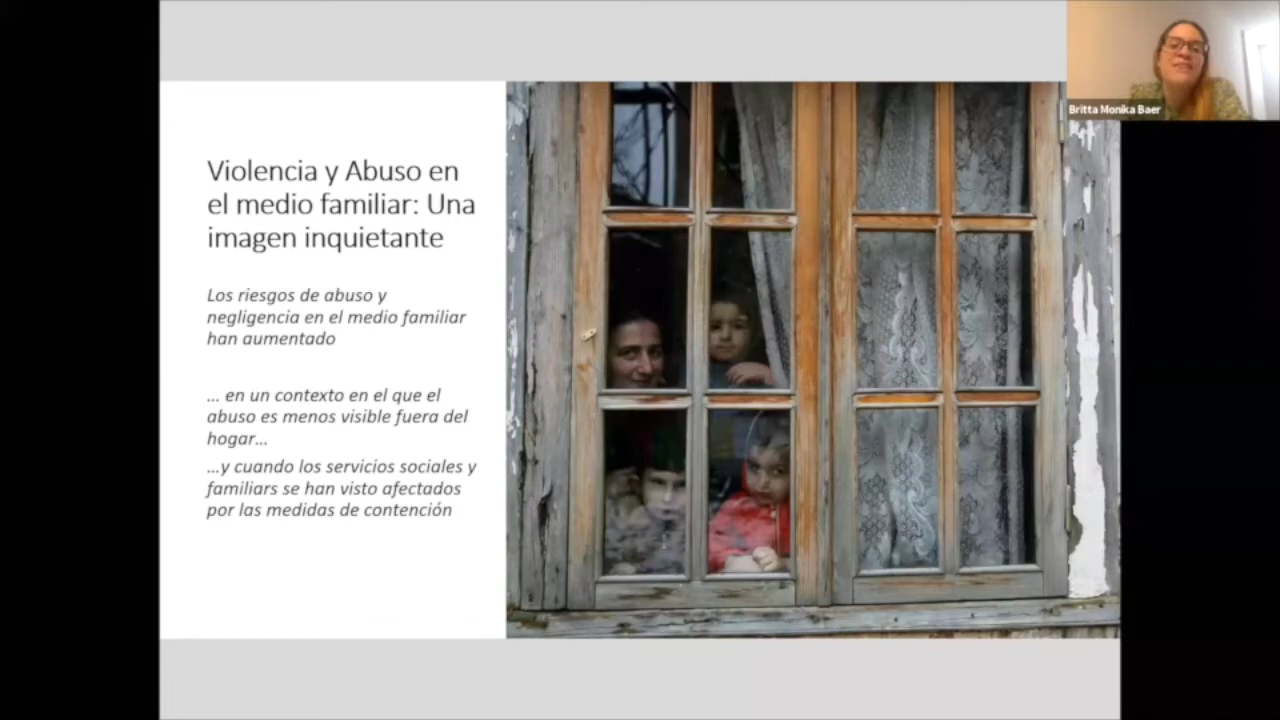 Britta Monika Baer
Violencia y Abuso en
el medio familiar: Una
imagen inquietante
Los riesgos de abuso y
negligencia en el medio familiar
han aumentado
... en un contexto en el que el
abuso es menos visible fuera del
hogar...
...y cuando los servicios sociales y
familiars se han visto afectados
por las medidas de contención